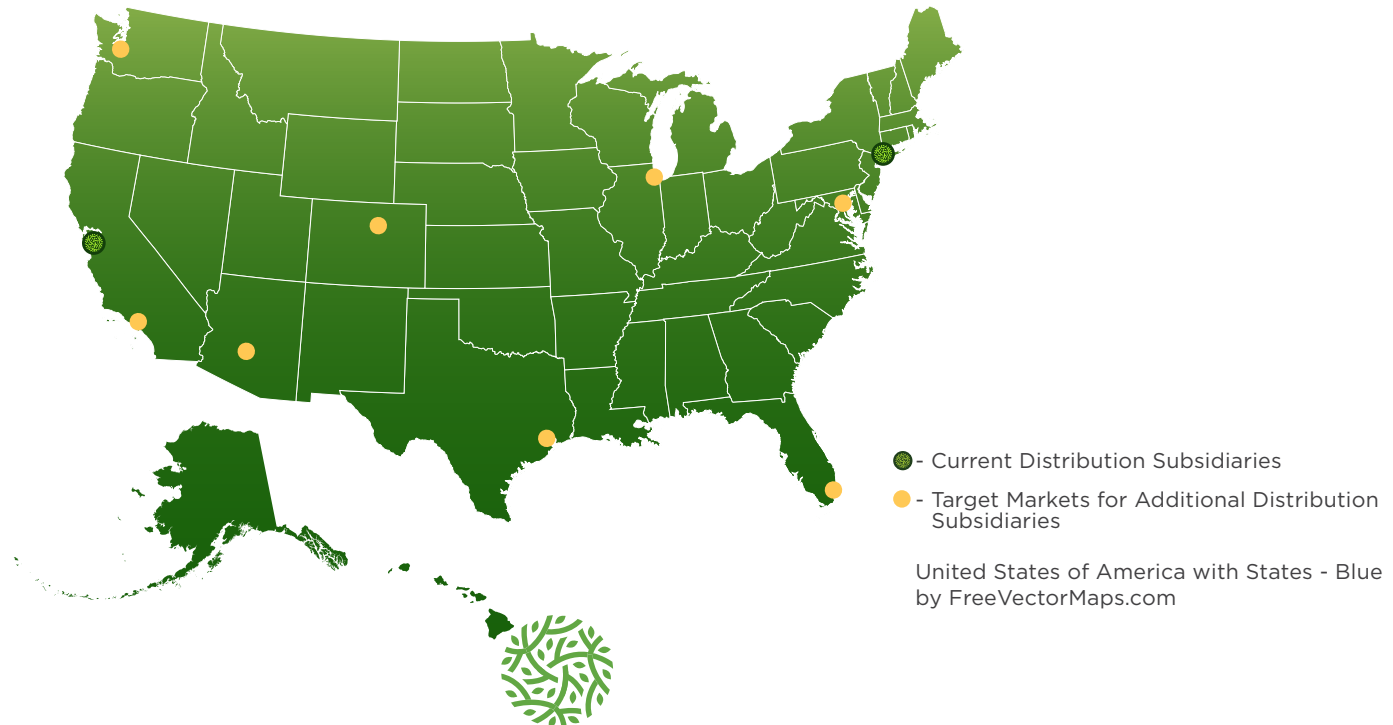 - Current Distribution Subsidiaries
- Target Markets for Additional Distribution
Subsidiaries
United States of America with States - Blue
by FreeVectorMaps.com